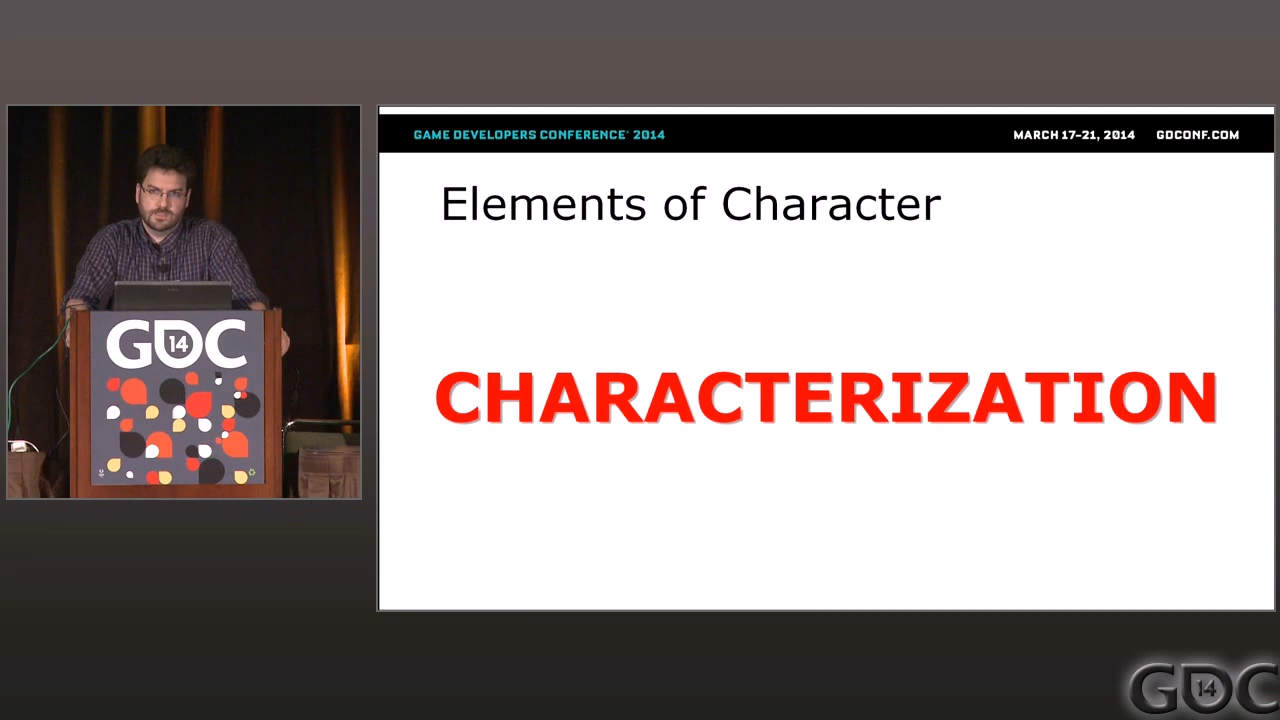 GAME DEVELOPERS CONFERENCE® 2014
MARCH 17-21, 2014 GDCONF.COM
Elements of Character
CHARACTERIZATION
GDC
14
GDC
14